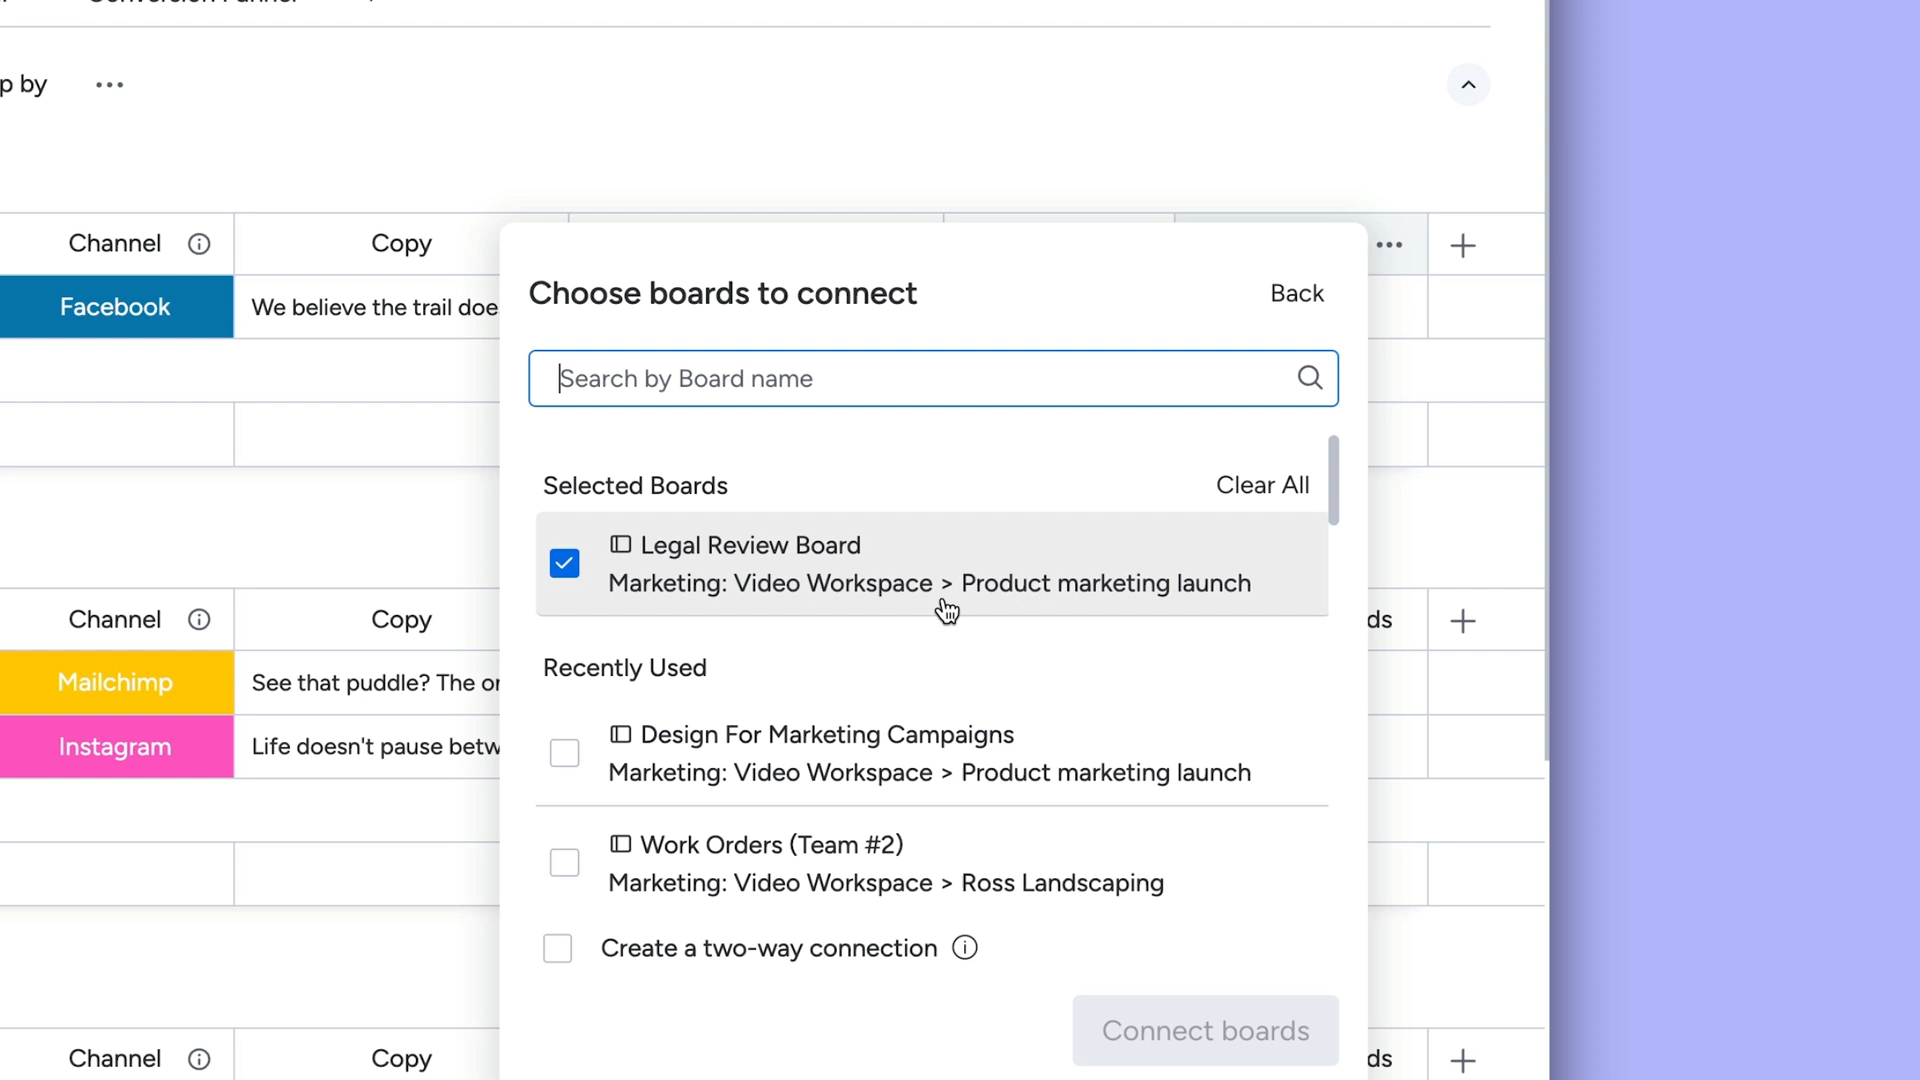 p by
Channel
Copy
Facebook
We believe the trail doe
Choose boards to connect
Back
Search by Board name
Selected Boards
Clear All
Legal Review Board
Marketing: Video Workspace > Product marketing launch
Recently Used
Design For Marketing Campaigns
Marketing: Video Workspace > Product marketing launch
Work Orders (Team #2)
Marketing: Video Workspace > Ross Landscaping
Create a two-way connection
Connect boards
Channel
Copy
ds
Mailchimp
See that puddle? The or
Instagram
Life doesn't pause betw
Channel
Copy
ds